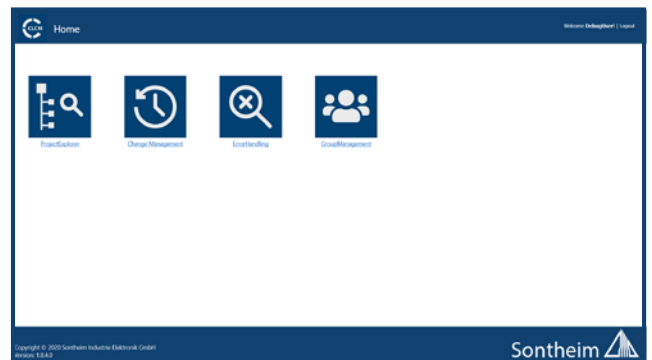 ELCM
Home
Welcome DebugUser! | Logout
ProjectExplorer
Change Management
ErrorHandling
GroupManagement
Copyright © 2020 Sontheim Industrie Elektronik GmbH
Version: 1.0.4.0
Sontheim